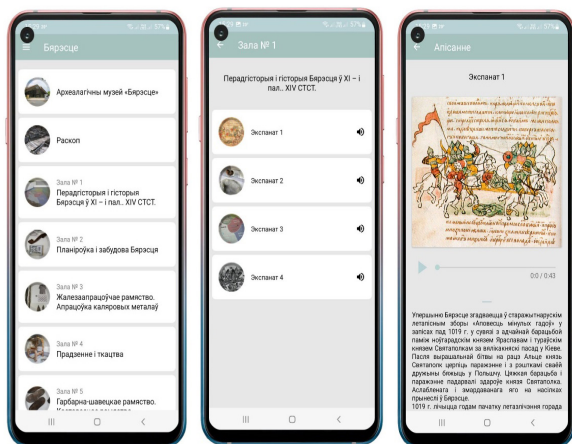 Бярэсце
Археалагічны музей «Бярэсце»
Раскоп
Зала № 1
Перадгісторыя і гісторыя
Бярэсця ў XI – і пал.. XIV СТСТ.
Зала № 2
Планіроўка і забудова Бярэсця
Зала № 3
Жалезаапрацоўчае рамяство.
Апрацоўка каляровых металаў
Зала № 4
Прадзенне і ткацтва
Зала № 5
Гарбарна-шавецкае рамяство.
Зала № 1
Перадгісторыя і гісторыя Бярэсця ў XI – і
пал.. XIV СТСТ.
Экспанат 1
Экспанат 2
Экспанат 3
Экспанат 4
Апісанне
Экспанат 1
0:0 / 0:43
Упершыню Бярэсце згадваецца ў старажытнарускім
летапісным зборы «Аповесць мінулых гадоў» у
запісах пад 1019 г. у сувязі з адчайнай барацьбой
паміж ноўгарадскім князем Яраславам і тураўскім
князем Святаполкам за вялікакняскі пасад у Кіеве.
Пасля вырашальнай бітвы на рацэ Альце князь
Святаполк церпіць паражэнне і з рэшткамі сваёй
дружыны бяжыць у Польшчу. Цяжкая барацьба і
паражэнне падарвалі здароўе князя Святаполка.
Аслабленага і змардаванага яго на насілках
прынеслі ў Бярэсце.
1019 г. лічыцца годам пачатку летазлічэння горада